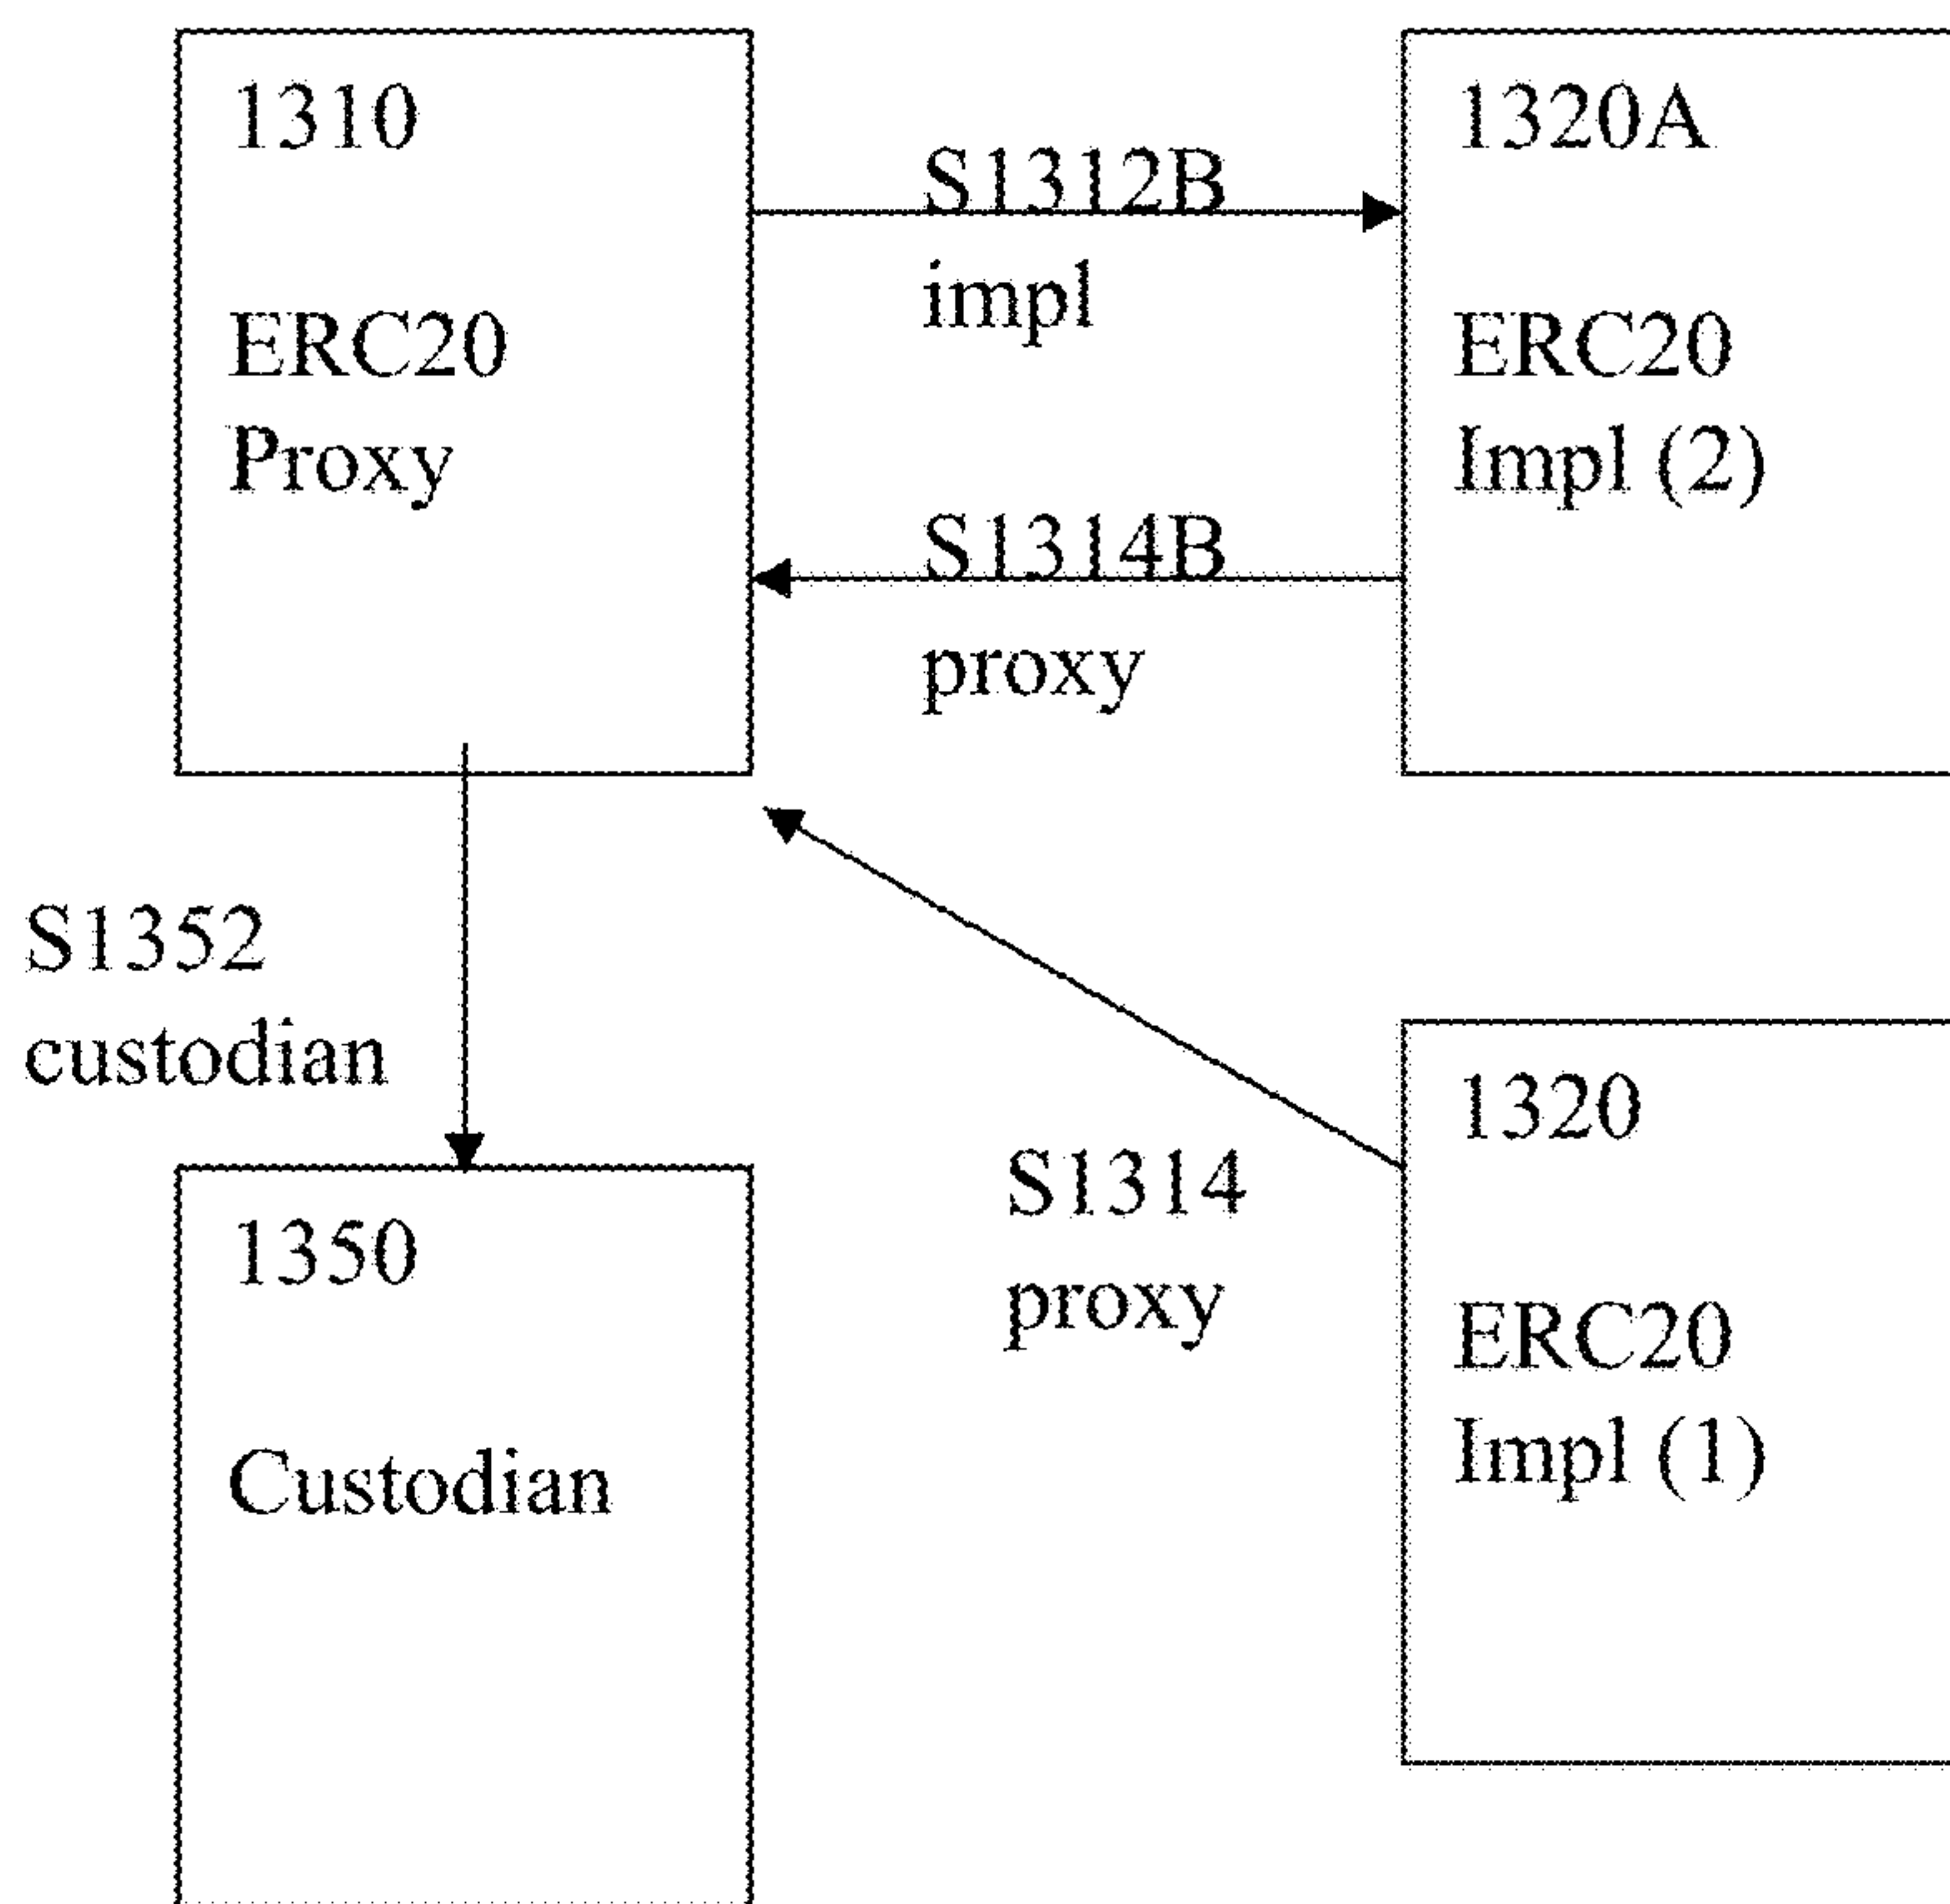 1310
ERC20
Proxy
S1312B
impl
S1314B
proxy
1320A
ERC20
Impl (2)
S1352
custodian
1350
Custodian
S1314
proxy
1320
ERC20
Impl (1)